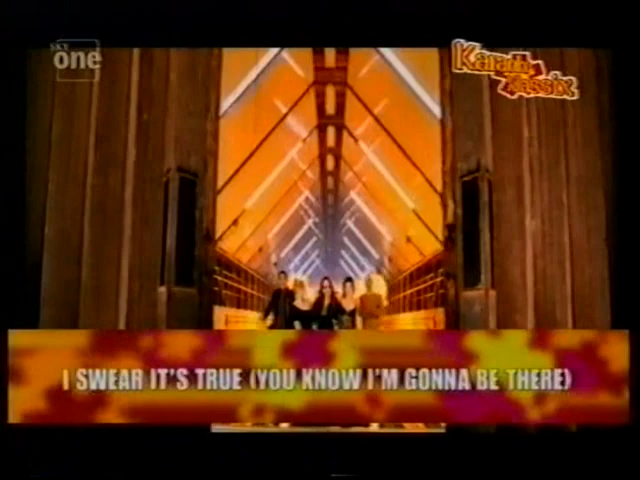 sky
one
Karaoke
Klassix
I SWEAR IT'S TRUE (YOU KNOW I'M GONNA BE THERE)